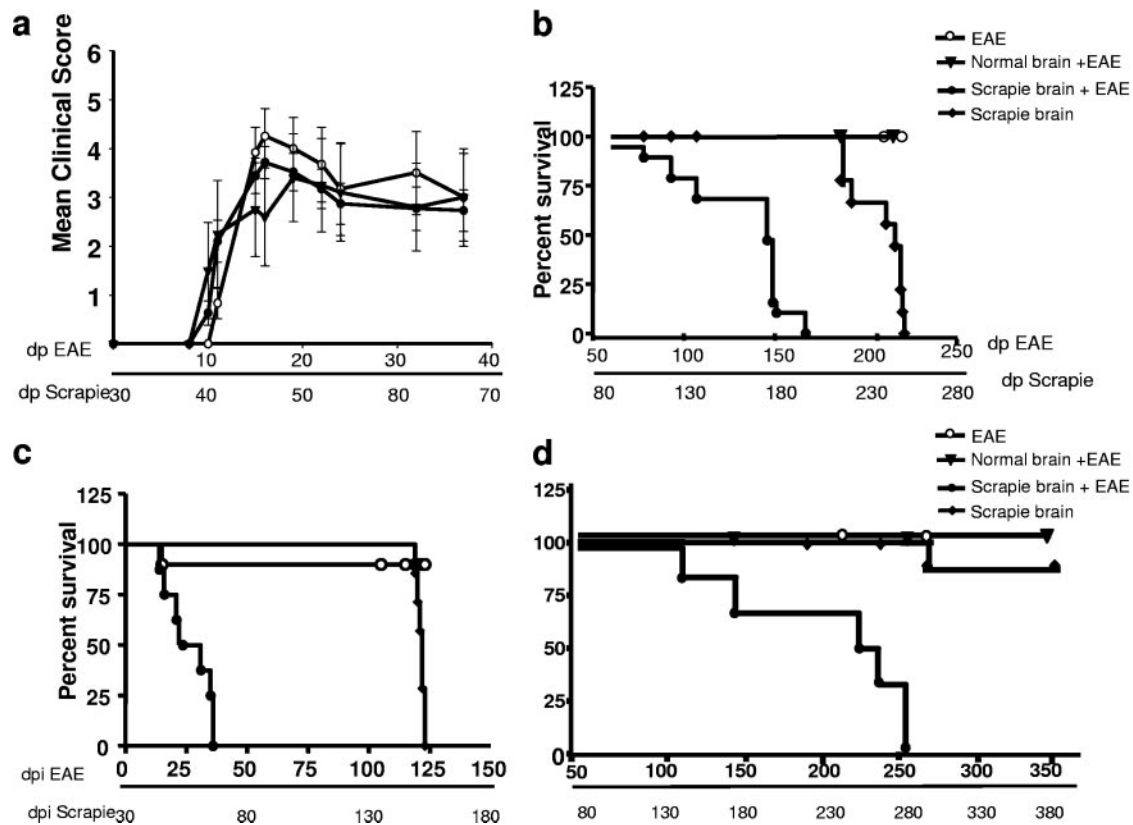 a
Mean Clinical Score
6
5
4
3
2
1
dp EAE 10 20 30 40
dp Scrapie 30 40 50 80 70
b
EAE
Normal brain +EAE
Scrapie brain + EAE
Scrapie brain
Percent survival
125
100
75
50
25
0
50 100 150 210 250 dp EAE
dp Scrapie
80 130 180 230 280
c
Percent survival
125
100
75
50
25
0
dpi EAE 0 25 50 75 100 125 150
dpi Scrapie 30 80 130 180
d
EAE
Normal brain +EAE
Scrapie brain + EAE
Scrapie brain
125
100
75
50
25
0
50 100 150 200 250 300 350
80 130 180 230 280 330 380